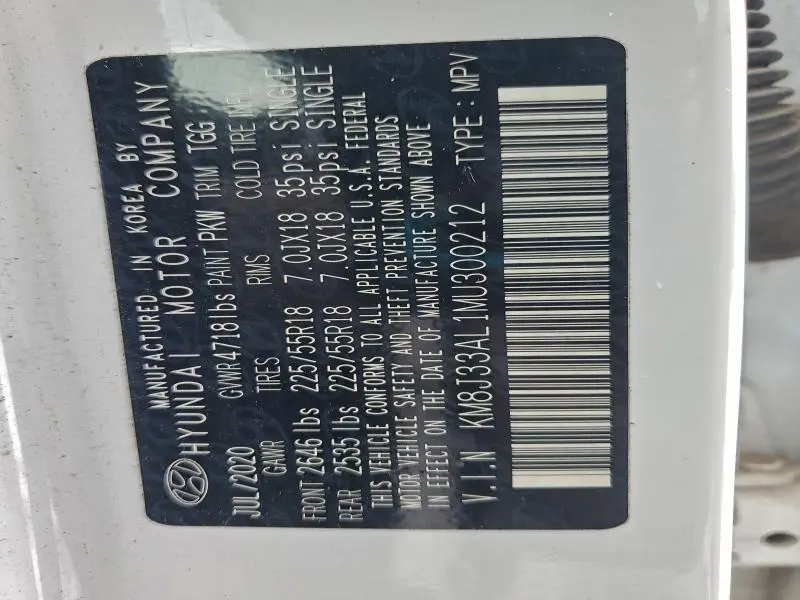 MANUFACTURED IN KOREA BY
HYUNDAI MOTOR COMPANY
JUL/2020 GVWR4718lbs PAINT PKW TRIM TGG
GAWR TIRES RIMS COLD TIRE INFL
FRONT 2646 lbs 225/55R18 7.0JX18 35psi SINGLE
REAR 2535 lbs 225/55R18 7.0JX18 35psi SINGLE
THIS VEHICLE CONFORMS TO ALL APPLICABLE U.S.A. FEDERAL
MOTOR VEHICLE SAFETY AND THEFT PREVENTION STANDARDS
IN EFFECT ON THE DATE OF MANUFACTURE SHOWN ABOVE
V.I.N KM8J33AL1MU300212 TYPE : MPV